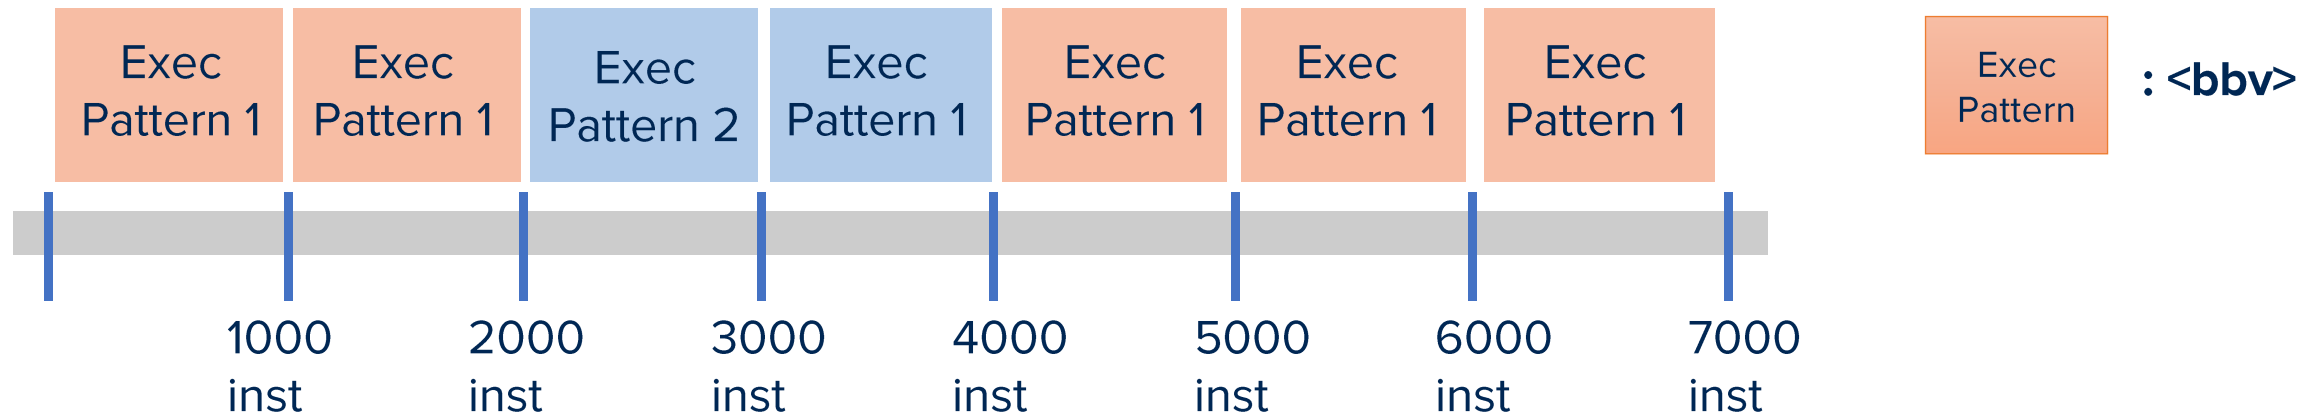 Exec
Pattern 1
Exec
Pattern 1
Exec
Pattern 2
Exec
Pattern 1
Exec
Pattern 1
Exec
Pattern 1
Exec
Pattern 1
Exec
Pattern
: <bbv>
1000
inst
2000
inst
3000
inst
4000
inst
5000
inst
6000
inst
7000
inst